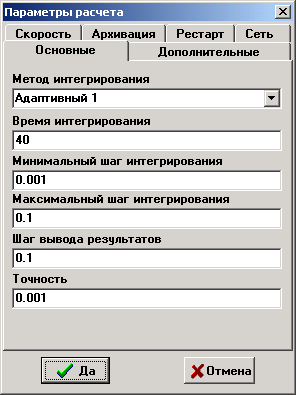 Параметры расчета
Скорость Архивация Рестарт Сеть
Основные Дополнительные
Метод интегрирования
Адаптивный 1
Время интегрирования
40
Минимальный шаг интегрирования
0.001
Максимальный шаг интегрирования
0.1
Шаг вывода результатов
0.1
Точность
0.001
Да Отмена